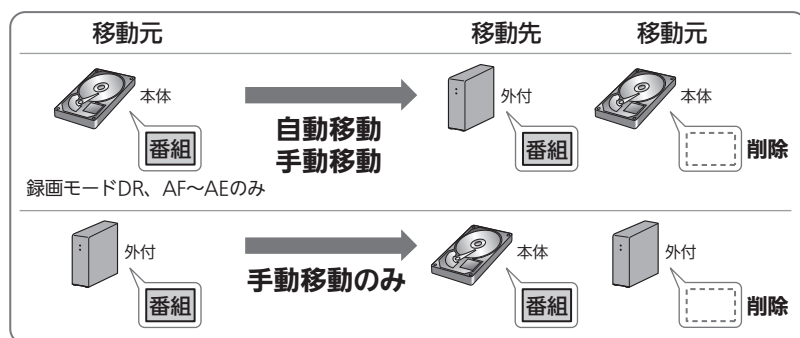 移動元
移動先
移動元
本体
番組
自動移動
手動移動
外付
番組
本体
削除
録画モードDR、AF〜AEのみ
外付
番組
手動移動のみ
本体
番組
外付
削除